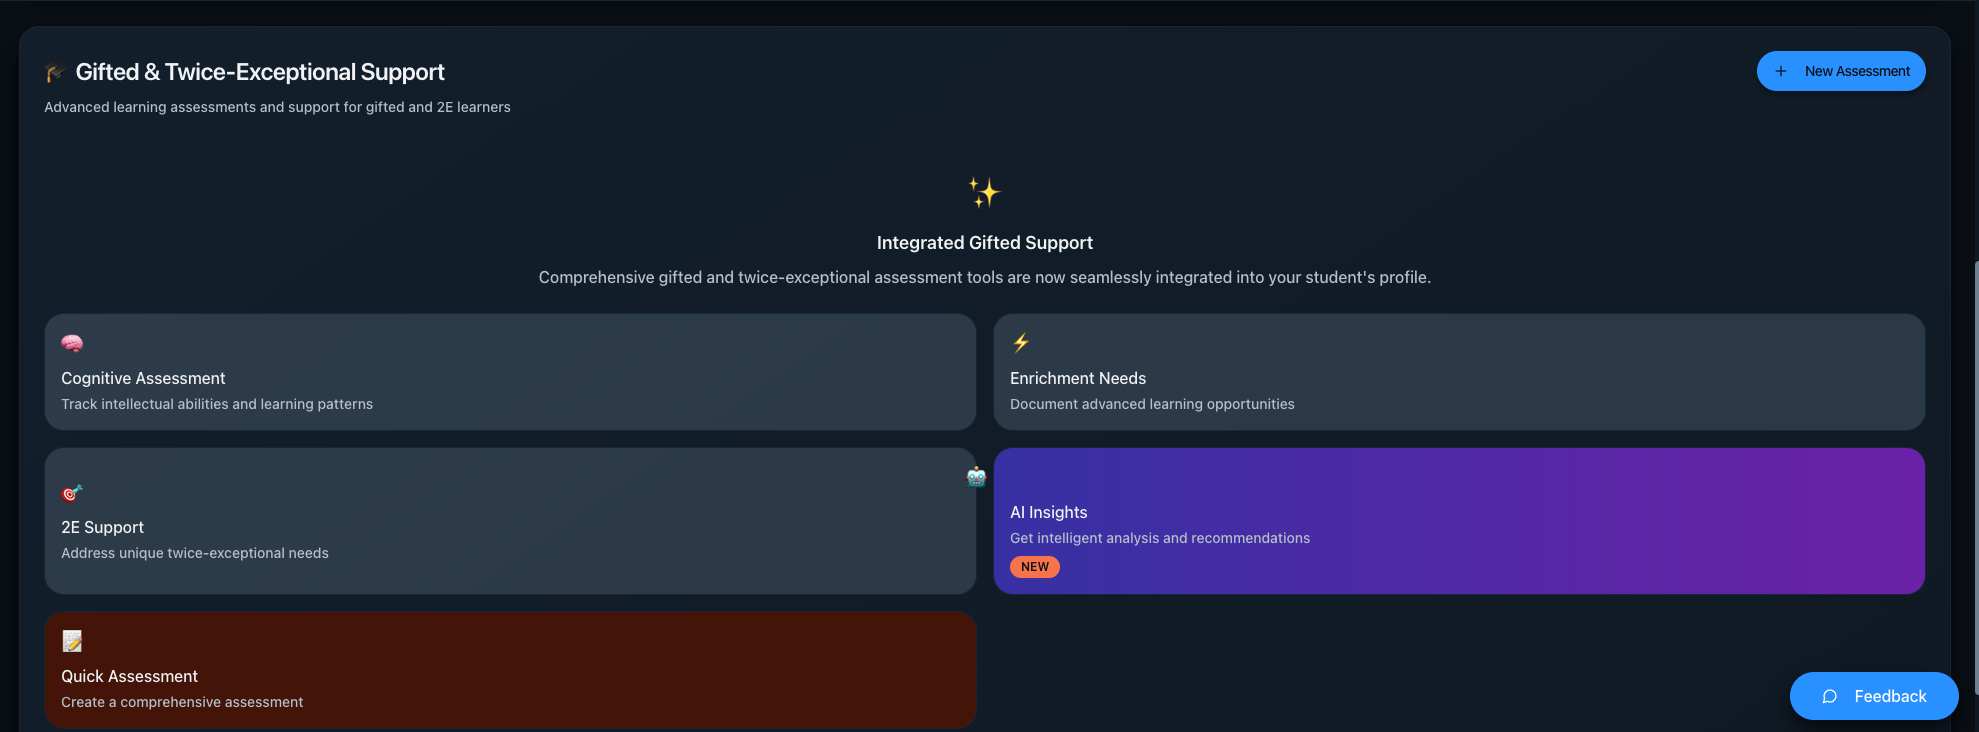 Gifted & Twice-Exceptional Support
New Assessment
Advanced learning assessments and support for gifted and 2E learners
Integrated Gifted Support
Comprehensive gifted and twice-exceptional assessment tools are now seamlessly integrated into your student's profile.
Cognitive Assessment
Track intellectual abilities and learning patterns
Enrichment Needs
Document advanced learning opportunities
2E Support
Address unique twice-exceptional needs
AI Insights
Get intelligent analysis and recommendations
NEW
Quick Assessment
Create a comprehensive assessment
Feedback